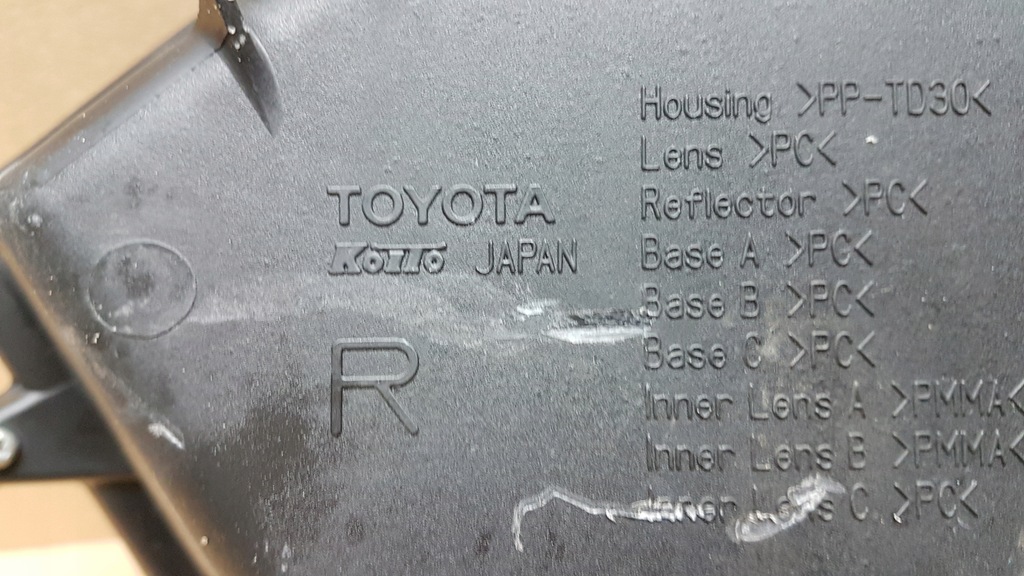 TOYOTA
KOITO JAPAN
R
Housing >PP-TD30<
Lens >PC<
Reflector >PC<
Base A >PC<
Base B >PC<
Base C >PC<
Inner Lens A >PMMA<
Inner Lens B >PMMA<
Inner Lens C >PC<